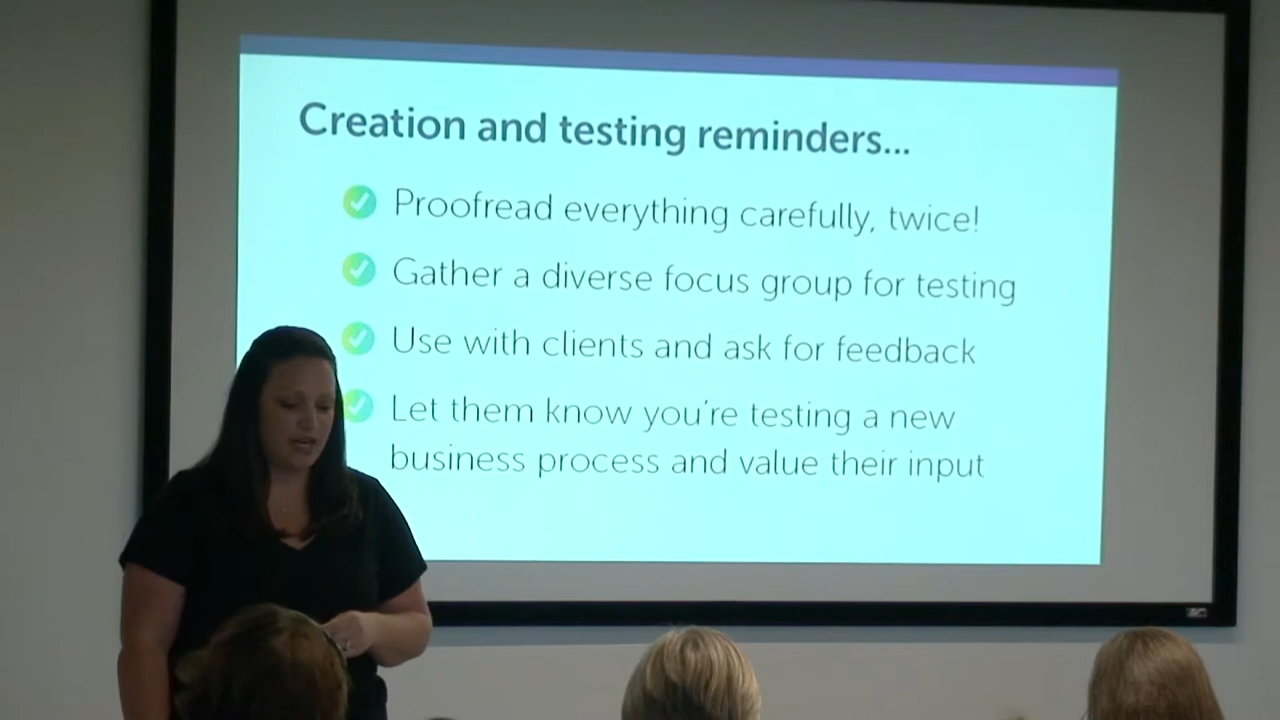 Creation and testing reminders...
Proofread everything carefully, twice!
Gather a diverse focus group for testing
Use with clients and ask for feedback
Let them know you're testing a new
business process and value their input